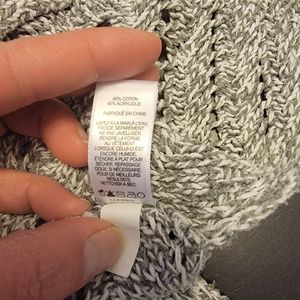 60% COTON
40% ACRYLIQUE
FABRIQUÉ EN CHINE
LAVEZ À LA MAIN À L'EAU
FROIDE SÉPARÉMENT
NE PAS JAVELLISER
RENDRE LA FORME
AU VÊTEMENT
LORSQUE CELUI-CI EST
ENCORE HUMIDE.
ÉTENDRE À PLAT POUR
SÉCHER. REPASSAGE
DOUX. SI NÉCESSAIRE
POUR DE MEILLEURS
RÉSULTATS
NETTOYER À SEC.